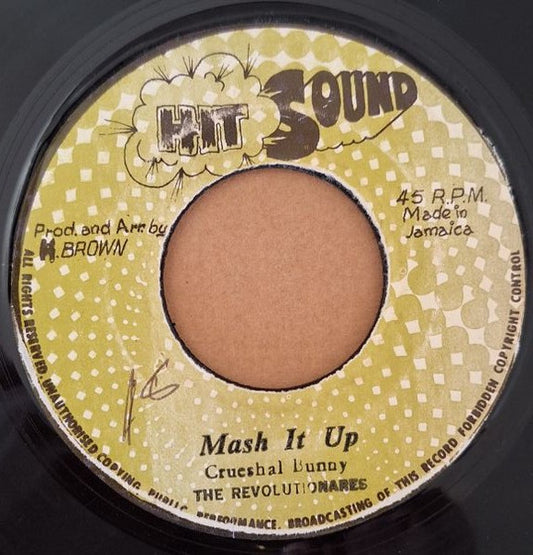 HIT SOUND
Prod. and Arr. by
H. BROWN
45 R.P.M.
Made in
Jamaica
Mash It Up
Crueshal Bunny
THE REVOLUTIONARES
ALL RIGHTS RESERVED UNAUTHORISED COPYING, PUBLIC PERFORMANCE, BROADCASTING OF THIS RECORD FORBIDDEN COPYRIGHT CONTROL